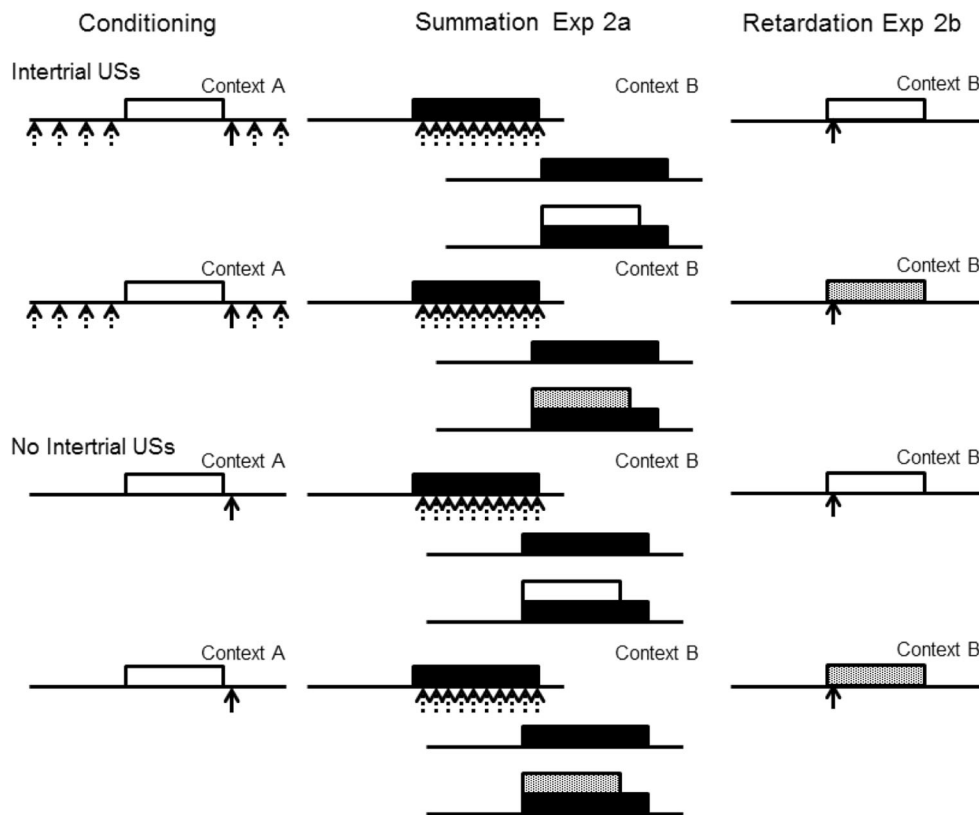 Conditioning Summation Exp 2a Retardation Exp 2b
Intertrial USs
Context A Context B Context B
Context A Context B Context B
No Intertrial USs
Context A Context B Context B
Context A Context B Context B